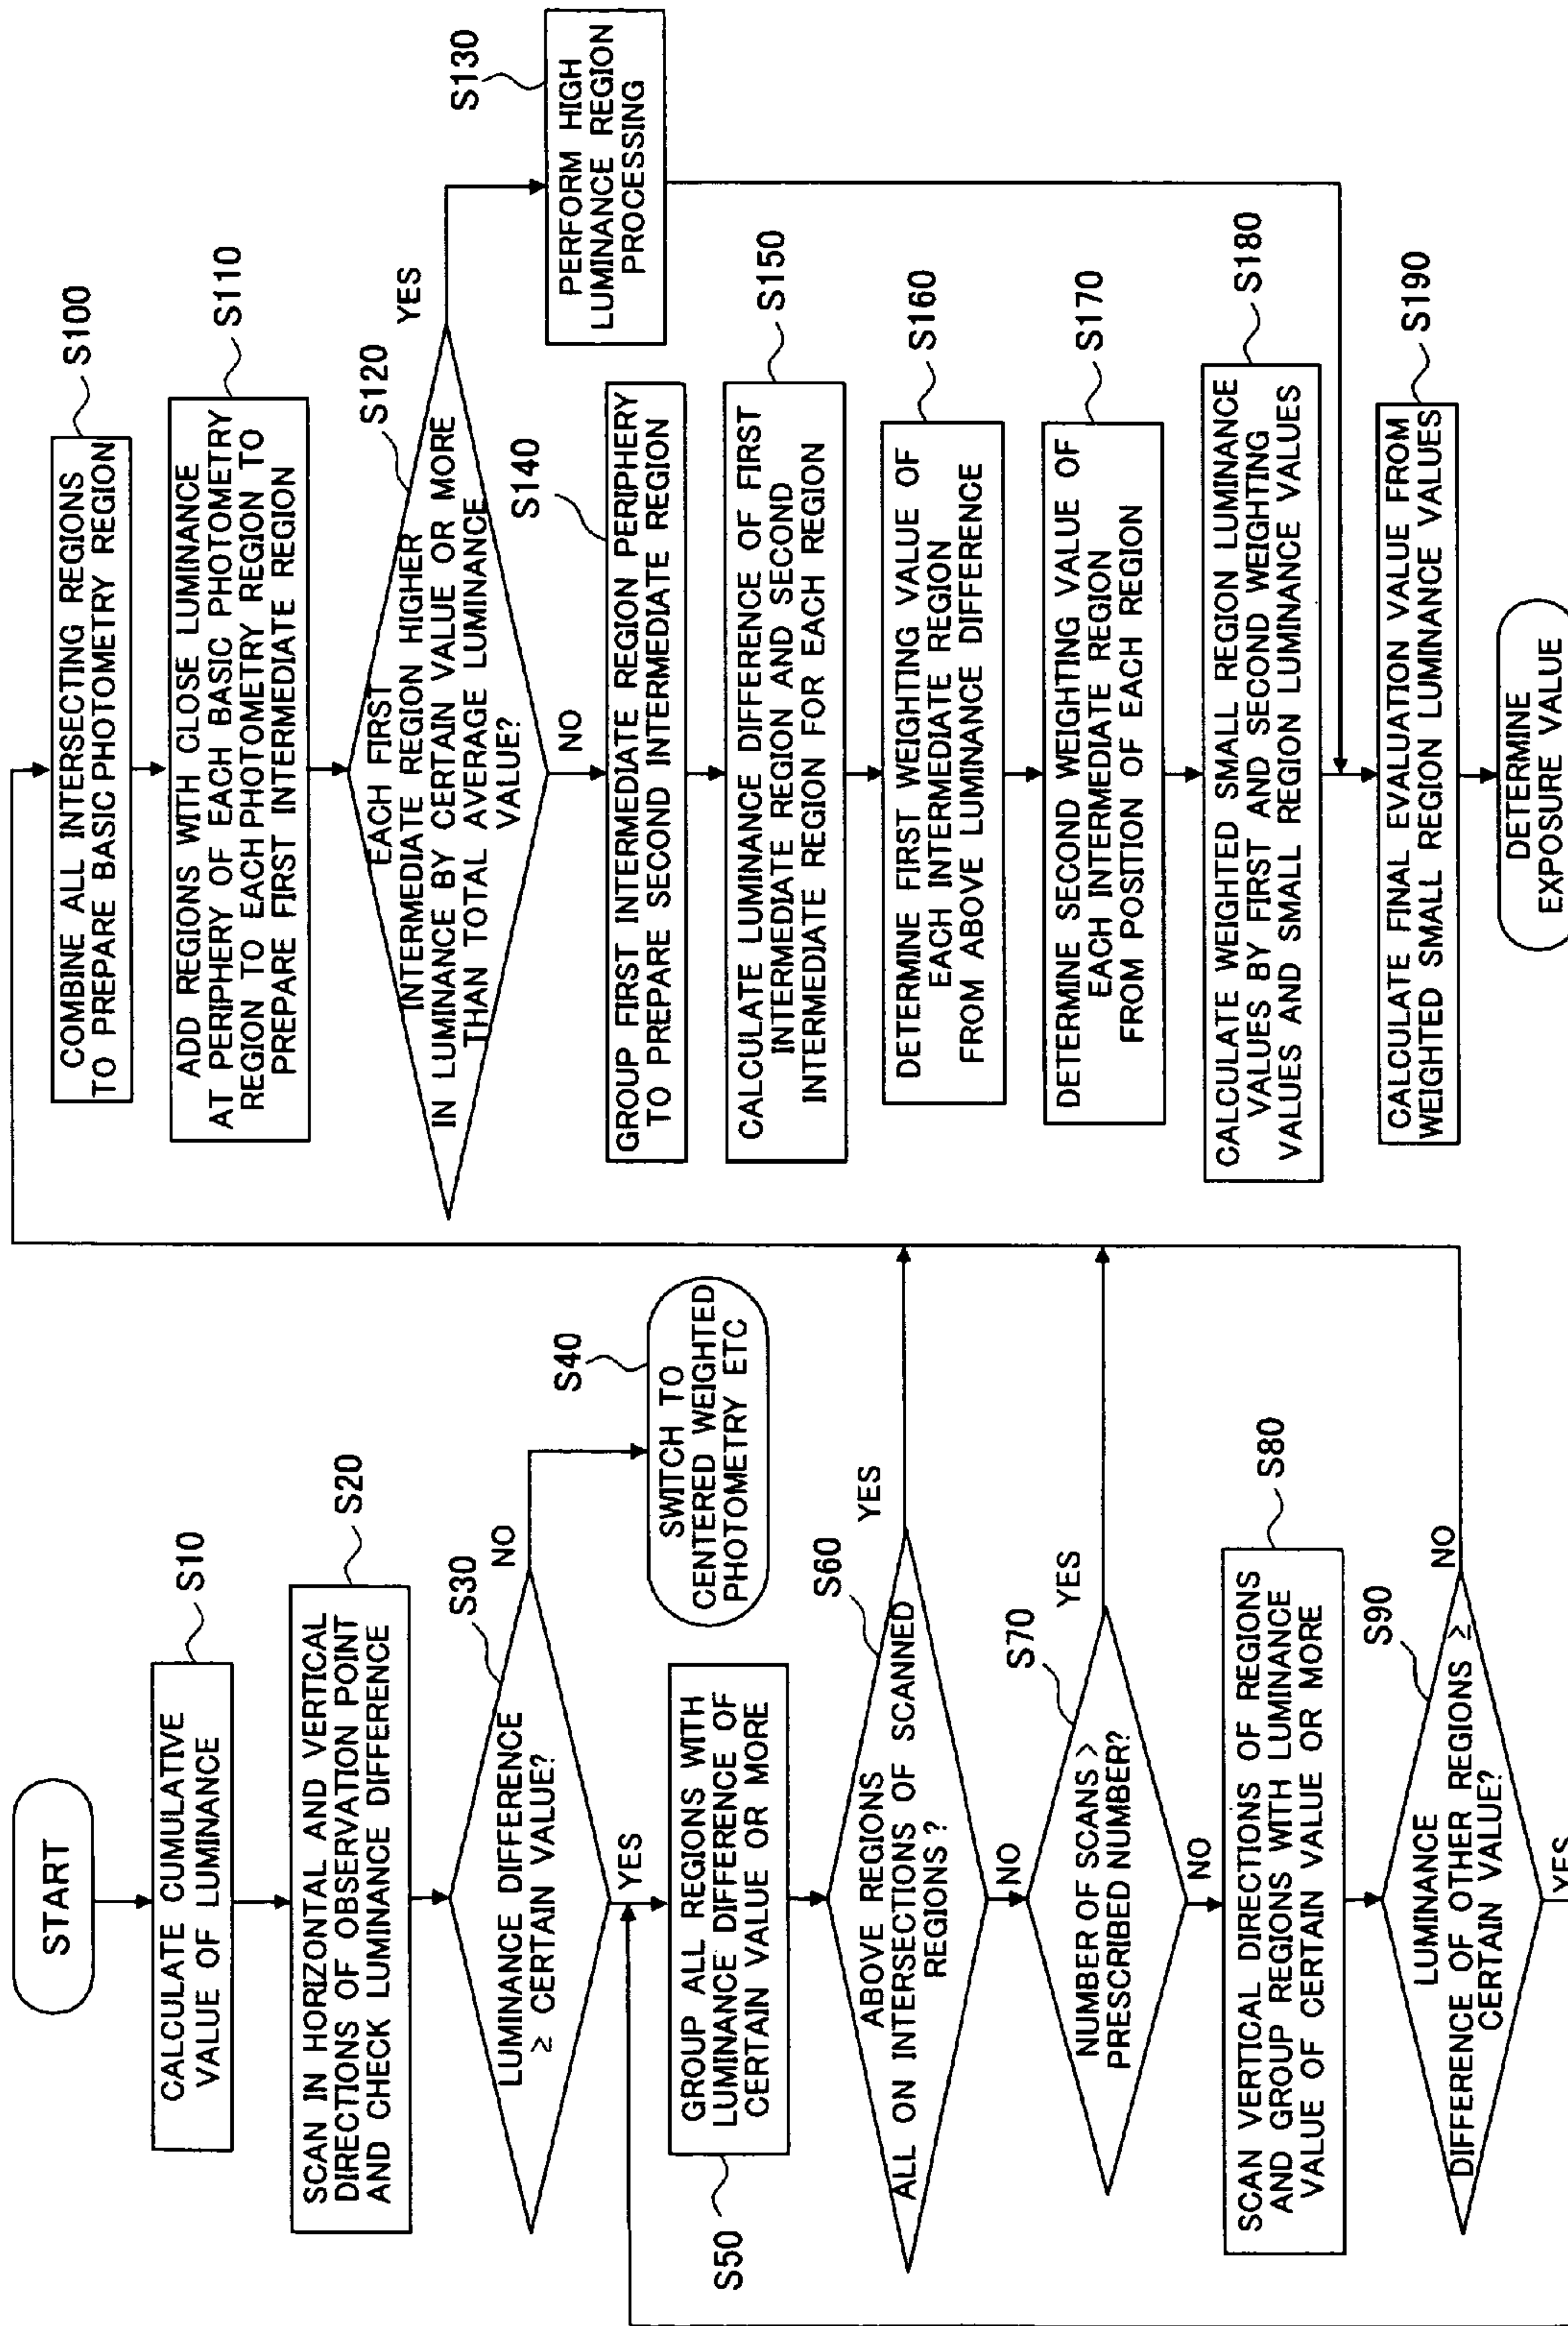 START
CALCULATE CUMULATIVE
VALUE OF LUMINANCE
S10
SCAN IN HORIZONTAL AND VERTICAL
DIRECTIONS OF OBSERVATION POINT
AND CHECK LUMINANCE DIFFERENCE
S20
LUMINANCE DIFFERENCE
≥ CERTAIN VALUE?
S30
NO
YES
SWITCH TO
CENTERED WEIGHTED
PHOTOMETRY ETC
S40
GROUP ALL REGIONS WITH
LUMINANCE DIFFERENCE OF
CERTAIN VALUE OR MORE
S50
ABOVE REGIONS
ALL ON INTERSECTIONS OF SCANNED
REGIONS?
S60
YES
NO
NUMBER OF SCANS >
PRESCRIBED NUMBER?
S70
YES
NO
SCAN VERTICAL DIRECTIONS OF REGIONS
AND GROUP REGIONS WITH LUMINANCE
VALUE OF CERTAIN VALUE OR MORE
S80
LUMINANCE
DIFFERENCE OF OTHER REGIONS ≥
CERTAIN VALUE?
S90
NO
YES
COMBINE ALL INTERSECTING REGIONS
TO PREPARE BASIC PHOTOMETRY REGION
S100
ADD REGIONS WITH CLOSE LUMINANCE
AT PERIPHERY OF EACH BASIC PHOTOMETRY
REGION TO EACH PHOTOMETRY REGION TO
PREPARE FIRST INTERMEDIATE REGION
S110
EACH FIRST
INTERMEDIATE REGION HIGHER
IN LUMINANCE BY CERTAIN VALUE OR MORE
THAN TOTAL AVERAGE LUMINANCE
VALUE?
S120
YES
NO
PERFORM HIGH
LUMINANCE REGION
PROCESSING
S130
GROUP FIRST INTERMEDIATE REGION PERIPHERY
TO PREPARE SECOND INTERMEDIATE REGION
S140
CALCULATE LUMINANCE DIFFERENCE OF FIRST
INTERMEDIATE REGION AND SECOND
INTERMEDIATE REGION FOR EACH REGION
S150
DETERMINE FIRST WEIGHTING VALUE OF
EACH INTERMEDIATE REGION
FROM ABOVE LUMINANCE DIFFERENCE
S160
DETERMINE SECOND WEIGHTING VALUE OF
EACH INTERMEDIATE REGION
FROM POSITION OF EACH REGION
S170
CALCULATE WEIGHTED SMALL REGION LUMINANCE
VALUES BY FIRST AND SECOND WEIGHTING
VALUES AND SMALL REGION LUMINANCE VALUES
S180
CALCULATE FINAL EVALUATION VALUE FROM
WEIGHTED SMALL REGION LUMINANCE VALUES
S190
DETERMINE
EXPOSURE VALUE